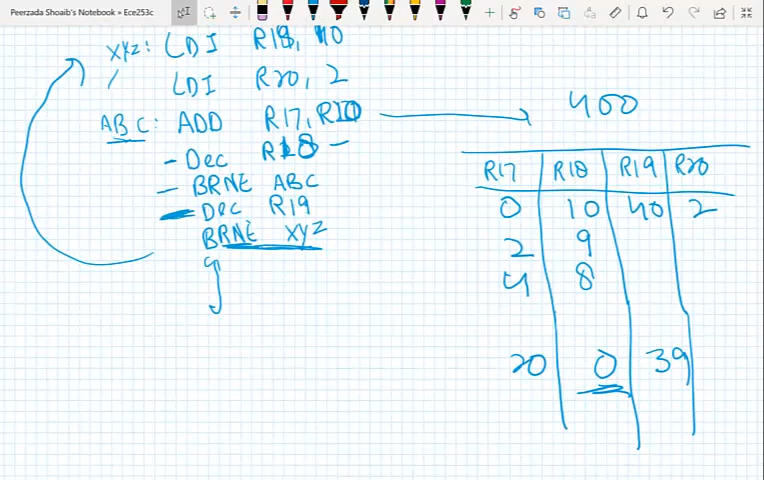 Peerzada Shoaib's Notebook » Ece253c
XYZ: LDI R18, 10
LDI R20, 2
ABC: ADD R17, R20
400
- Dec R18 -
- BRNE ABC
- Dec R19
BRNE XYZ
R17 R18 R19 R20
0 10 40 2
2 9
4 8
20 0 39